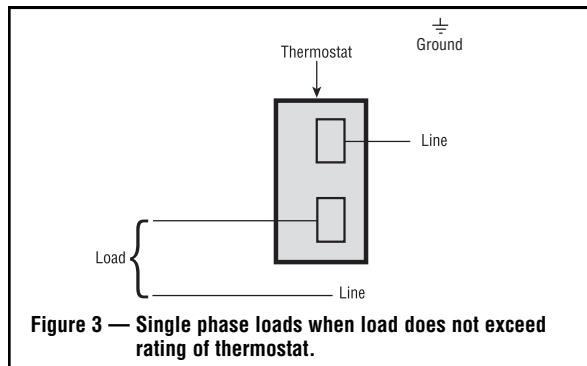 Ground
Thermostat
Line
Load
Line
Figure 3 — Single phase loads when load does not exceed
rating of thermostat.